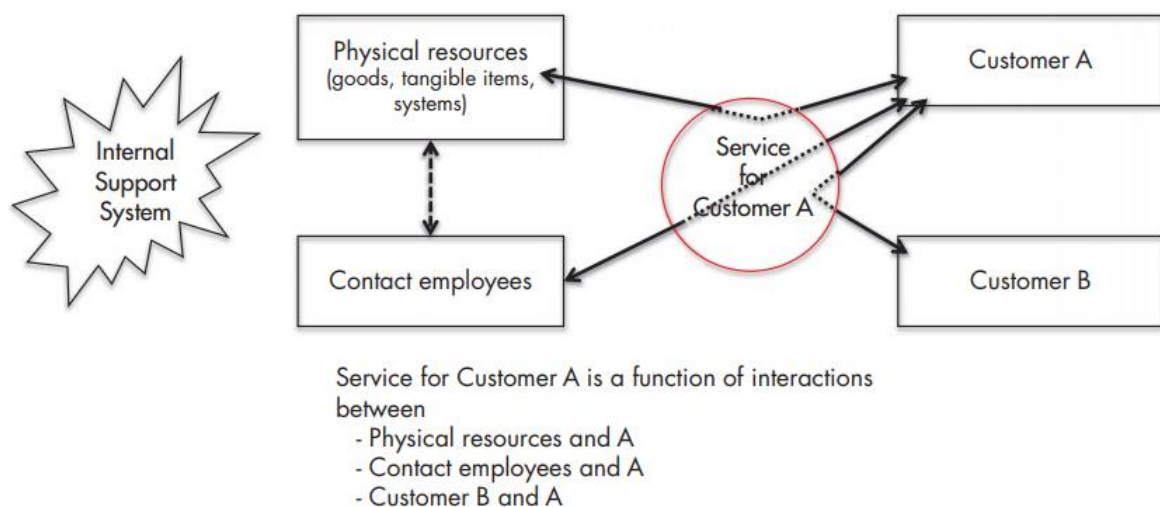 Physical resources
(goods, tangible items,
systems)
Customer A
Internal
Support
System
Service
for
Customer A
Contact employees
Customer B
Service for Customer A is a function of interactions
between
- Physical resources and A
- Contact employees and A
- Customer B and A